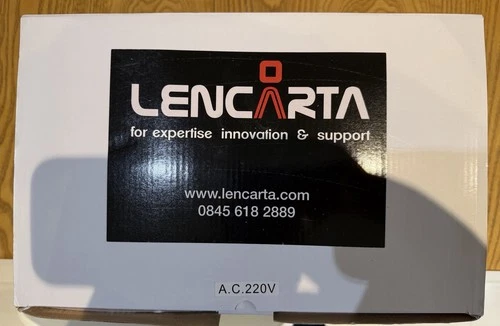 LENCARTA
for expertise innovation & support
www.lencarta.com
0845 618 2889
A.C.220V